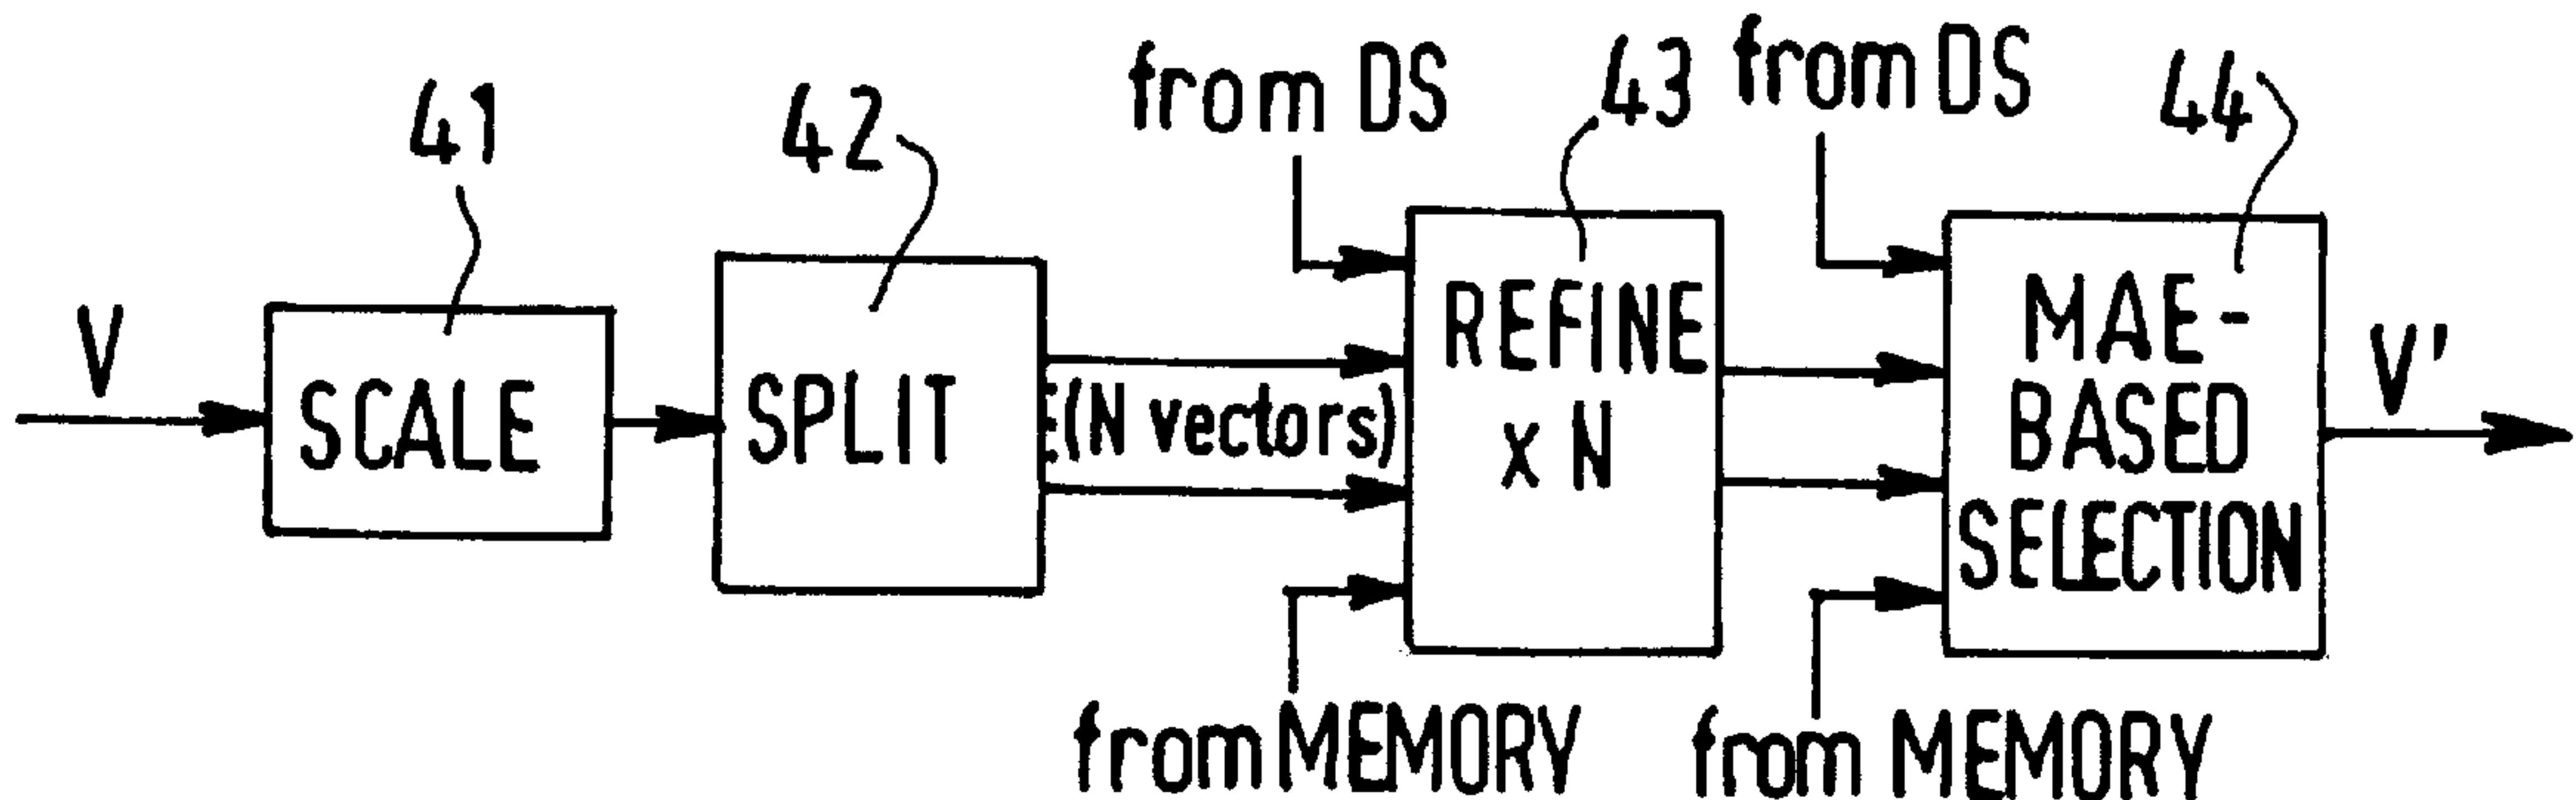 41
42
from DS
43
from DS
44
V
SCALE
SPLIT
(N vectors)
REFINE
x N
MAE-
BASED
SELECTION
V'
from MEMORY
from MEMORY